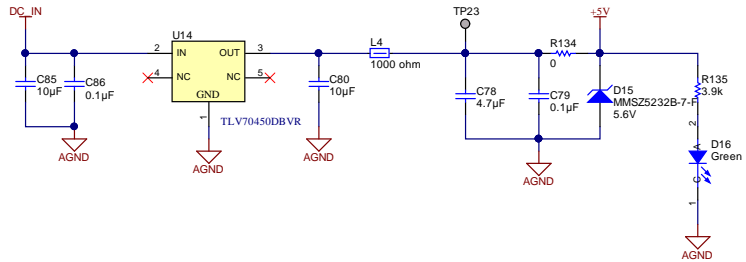 DC_IN
C85
10µF
C86
0.1µF
U14
2
IN
OUT
3
4
NC
NC
5
GND
1
TLV70450DBVR
AGND
AGND
C80
10µF
AGND
L4
1000 ohm
TP23
C78
4.7µF
C79
0.1µF
AGND
R134
0
+5V
D15
MMSZ5232B-7-F
5.6V
R135
3.9k
2
A
D16
Green
C
1
AGND